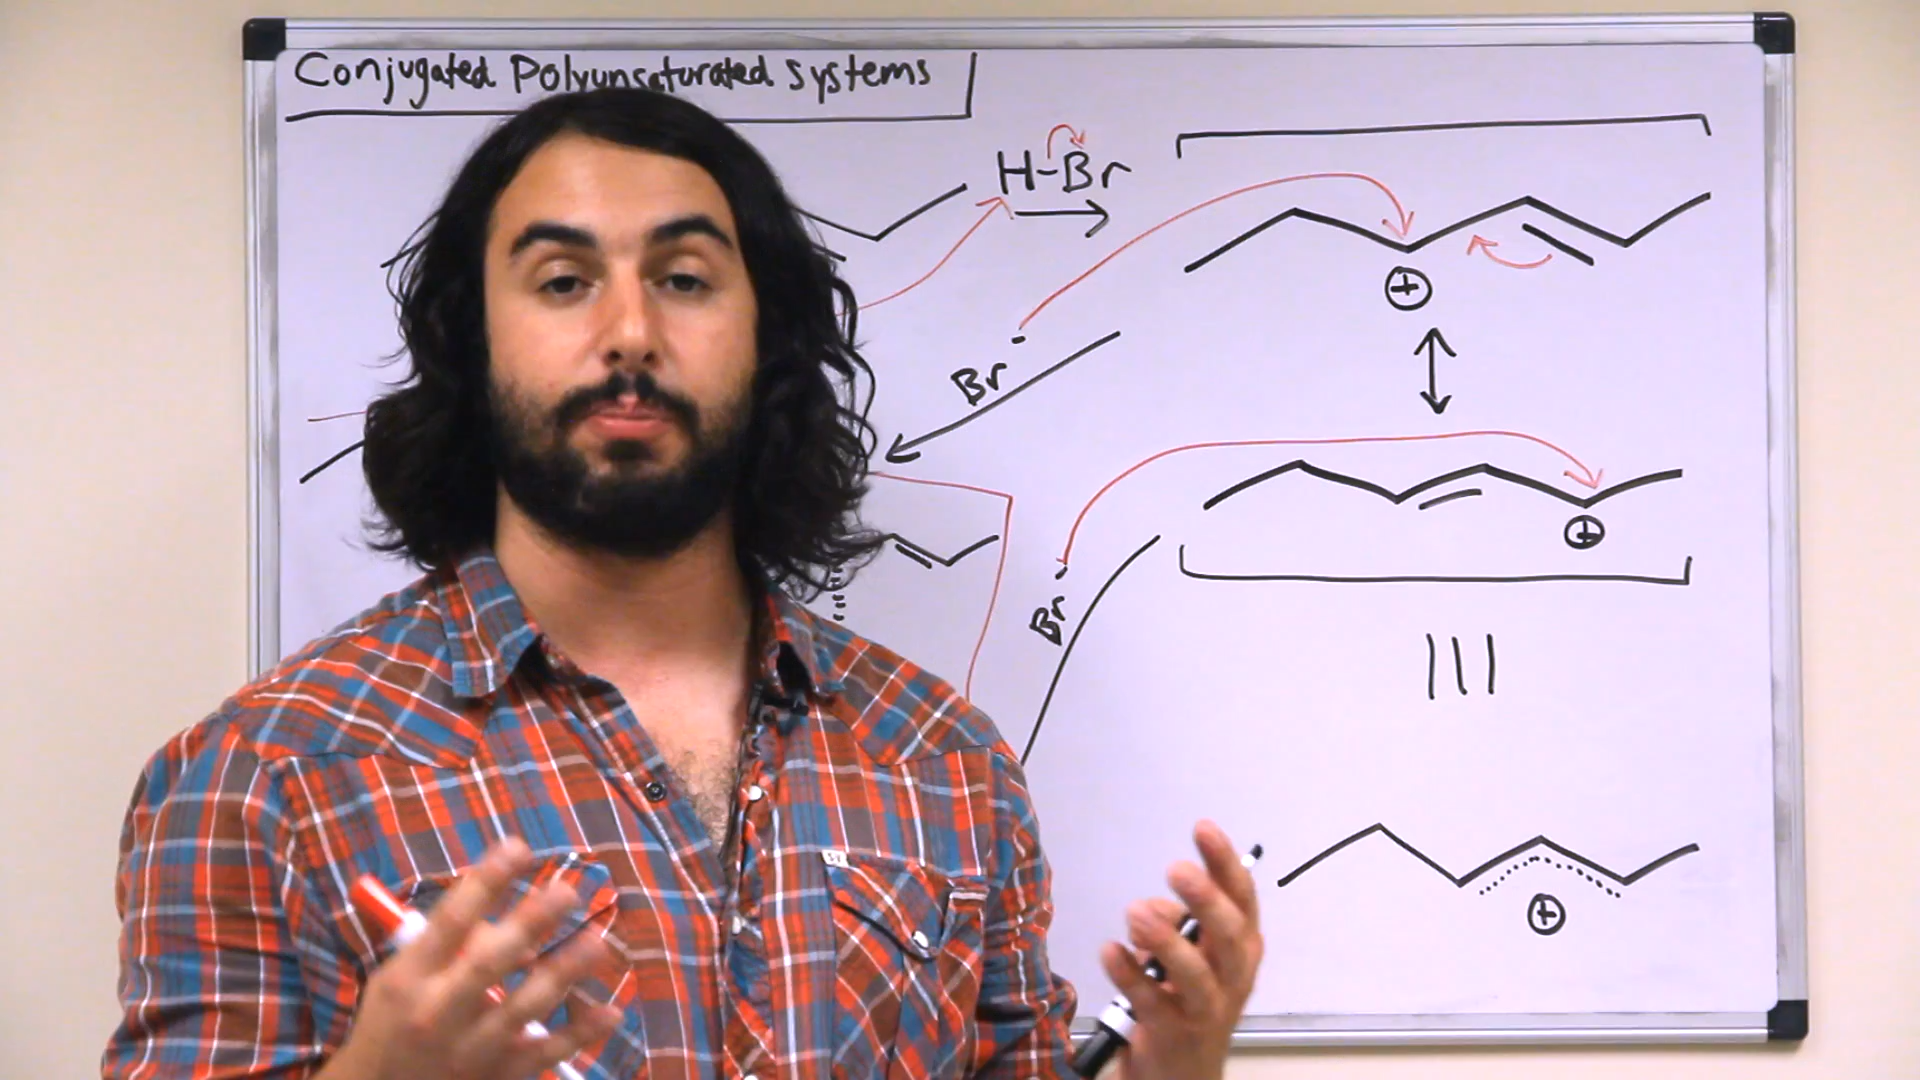 Conjugated Polyunsaturated Systems
H-Br
+
Br -
+
Br -
+